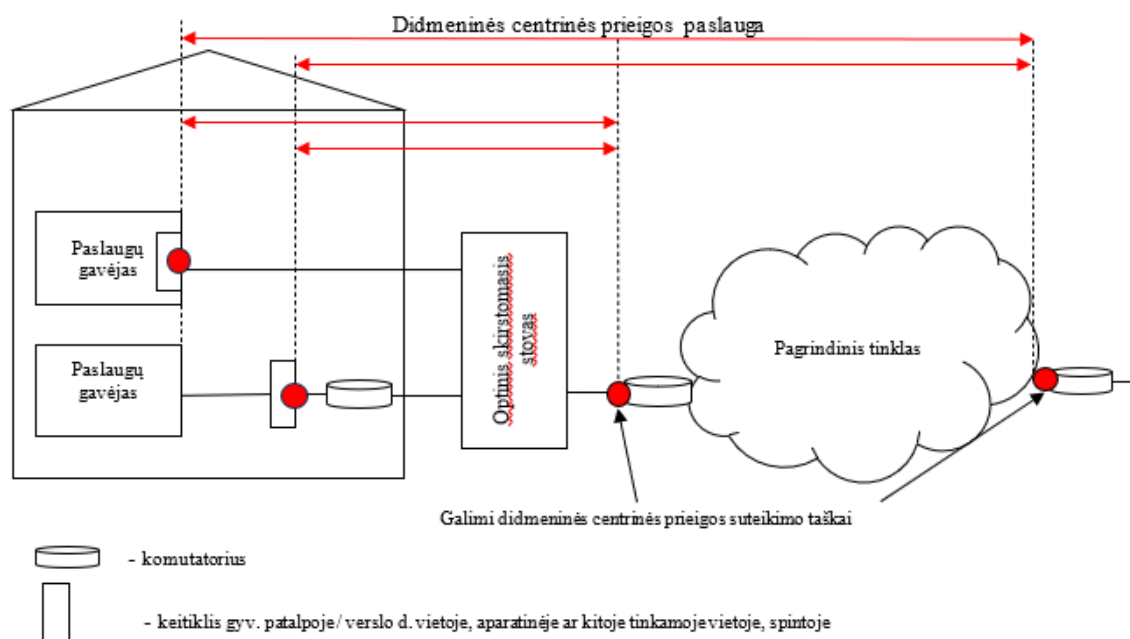 Didmeninės centrinės prieigos paslauga
Paslaugų
gavėjas
Paslaugų
gavėjas
Optinis skirstomasis
stovas
Pagrindinis tinklas
Galimi didmeninės centrinės prieigos suteikimo taškai
- komutatorius
- keitiklis gyv. patalpoje / verslo d. vietoje, aparatinėje ar kitoje tinkamoje vietoje, spintoje